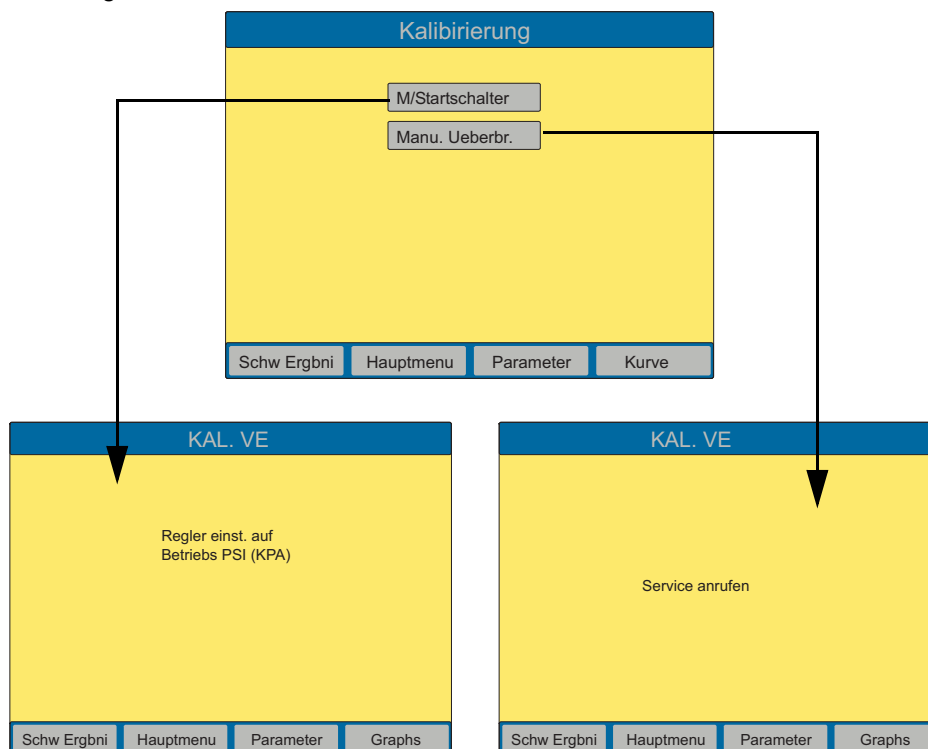 Kalibirierung
M/Startschalter
Manu. Ueberbr.
Schw Ergbni Hauptmenu Parameter Kurve
KAL. VE
Regler einst. auf
Betriebs PSI (KPA)
Schw Ergbni Hauptmenu Parameter Graphs
KAL. VE
Service anrufen
Schw Ergbni Hauptmenu Parameter Graphs